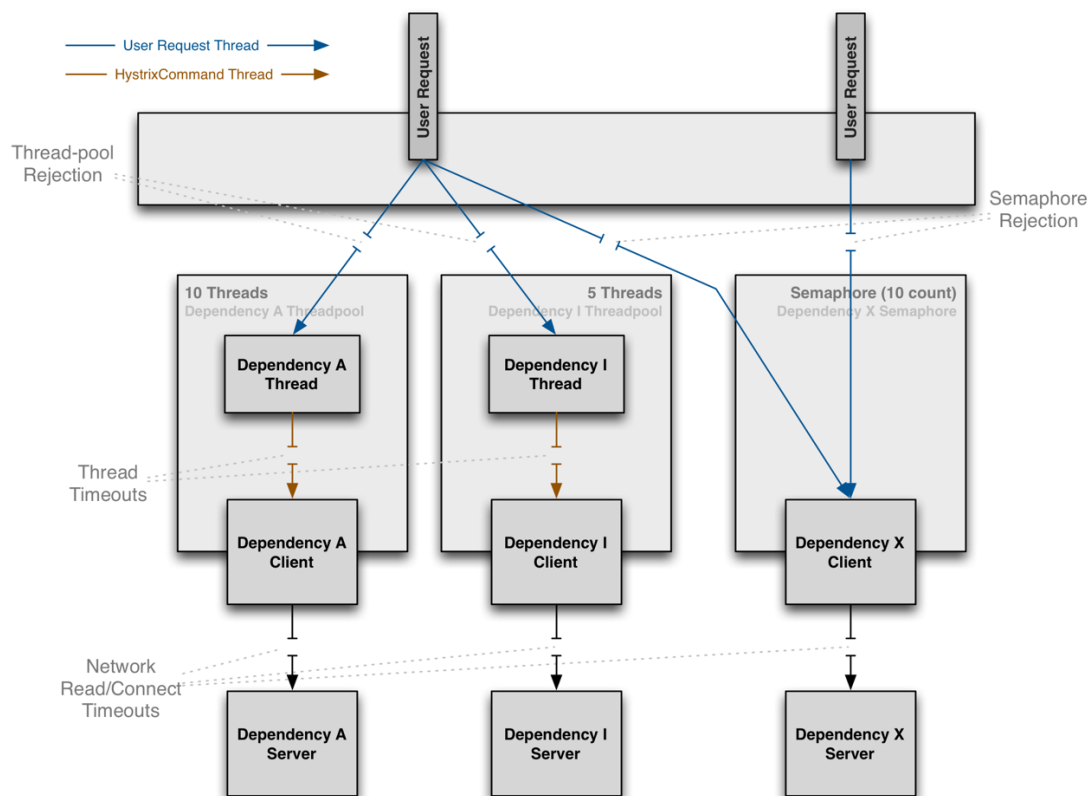 User Request Thread
HystrixCommand Thread
User Request
User Request
Thread-pool
Rejection
Semaphore
Rejection
10 Threads
Dependency A Threadpool
5 Threads
Dependency I Threadpool
Semaphore (10 count)
Dependency X Semaphore
Dependency A
Thread
Dependency I
Thread
Thread
Timeouts
Dependency A
Client
Dependency I
Client
Dependency X
Client
Network
Read/Connect
Timeouts
Dependency A
Server
Dependency I
Server
Dependency X
Server